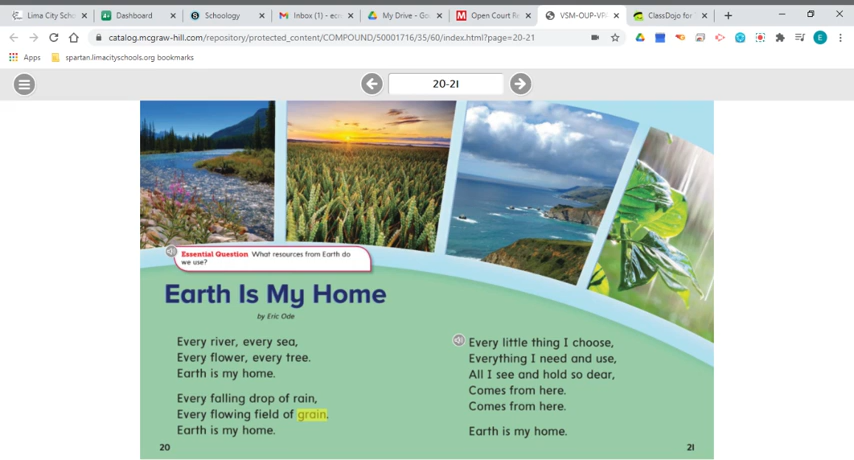 Lima City Scho
Dashboard
Schoology
Inbox (1) - ec
My Drive - Go
Open Court R
VSM-OUP-VP
ClassDojo for
catalog.mcgraw-hill.com/repository/protected_content/COMPOUND/50001716/35/60/index.html?page=20-21
E
Apps
spartan.limacityschools.org bookmarks
20-21
Essential Question What resources from Earth do
we use?
Earth Is My Home
by Eric Ode
Every river, every sea,
Every flower, every tree.
Earth is my home.
Every falling drop of rain,
Every flowing field of grain.
Earth is my home.
20
Every little thing I choose,
Everything I need and use,
All I see and hold so dear,
Comes from here.
Comes from here.
Earth is my home.
21